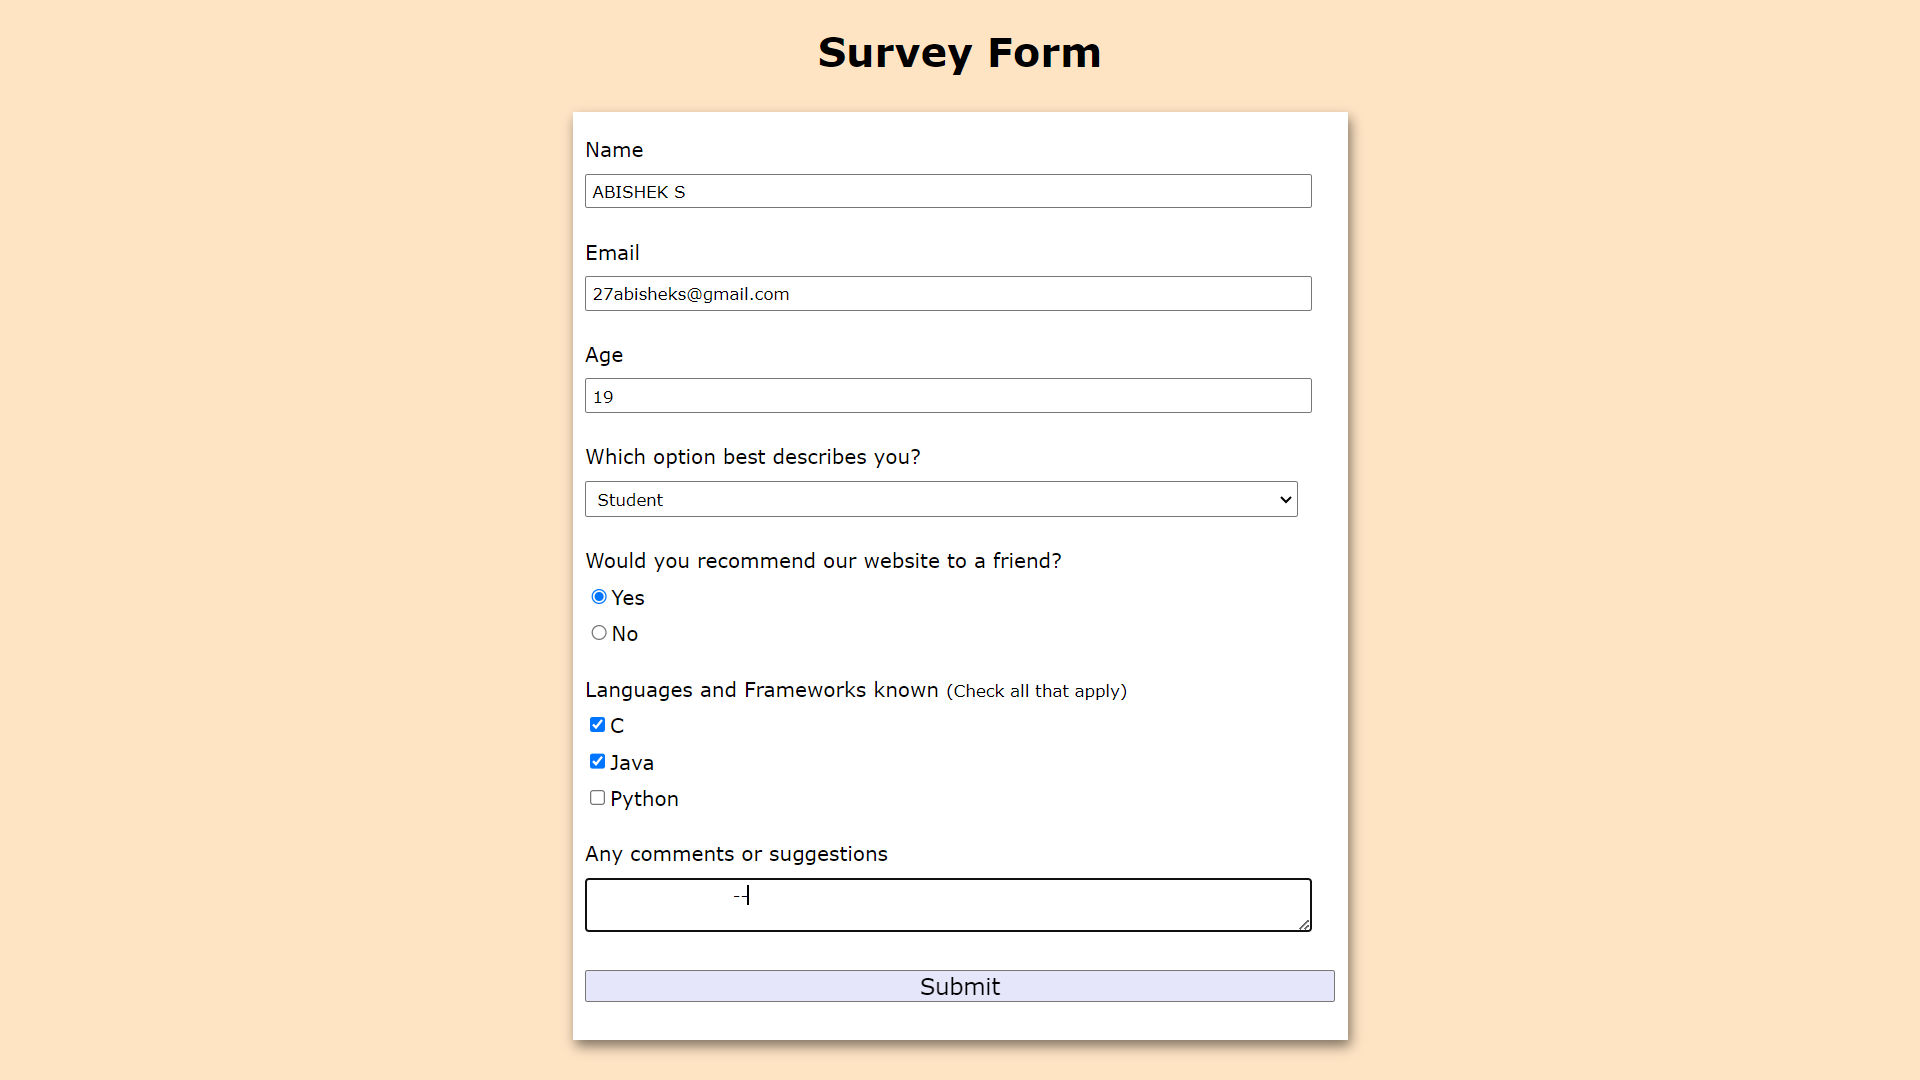 Survey Form
Name
ABISHEK S
Email
27abisheks@gmail.com
Age
19
Which option best describes you?
Student
Would you recommend our website to a friend?
Yes
No
Languages and Frameworks known (Check all that apply)
C
Java
Python
Any comments or suggestions
--
Submit